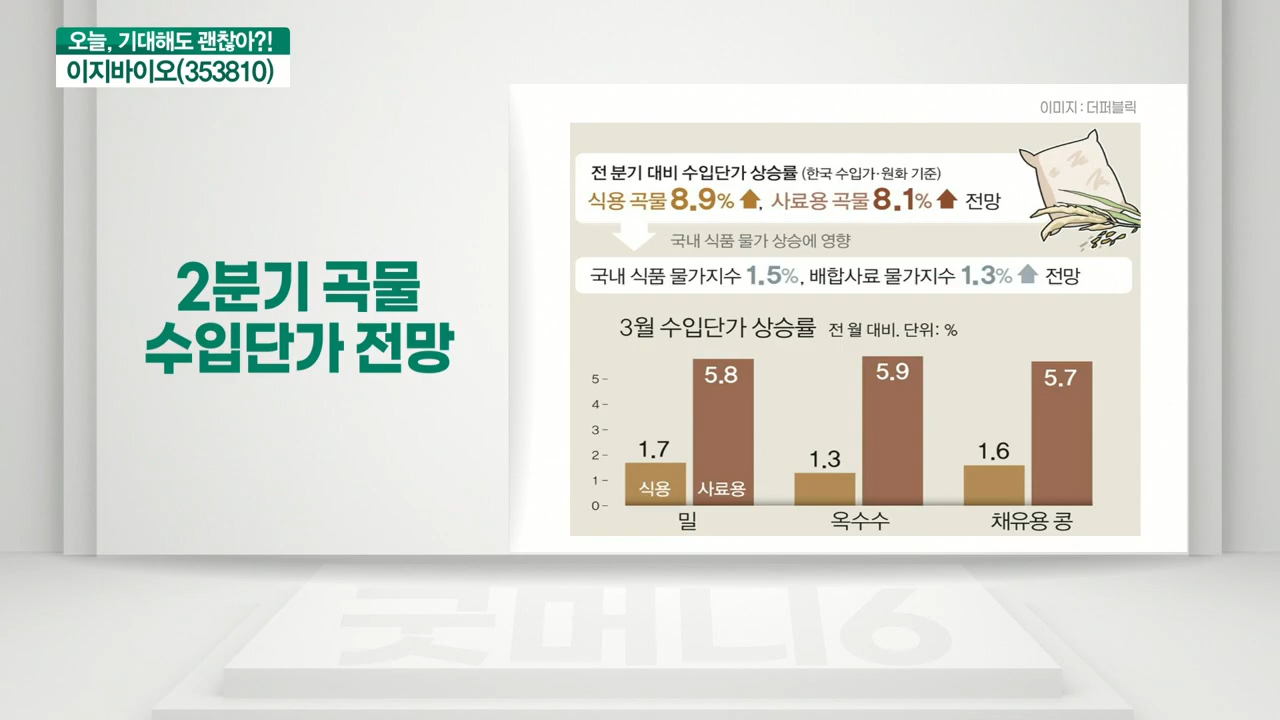 오늘, 기대해도 괜찮아?!
이지바이오(353810)
2분기 곡물
수입단가 전망
이미지 : 더퍼블릭
전 분기 대비 수입단가 상승률 (한국 수입가·원화 기준)
식용 곡물 8.9% , 사료용 곡물 8.1% 전망
국내 식품 물가 상승에 영향
국내 식품 물가지수 1.5%, 배합사료 물가지수 1.3% 전망
3월 수입단가 상승률 전 월 대비. 단위: %
5
4
3
2
1
0
1.7
5.8
1.3
5.9
1.6
5.7
식용
사료용
밀
옥수수
채유용 콩
굿머니6